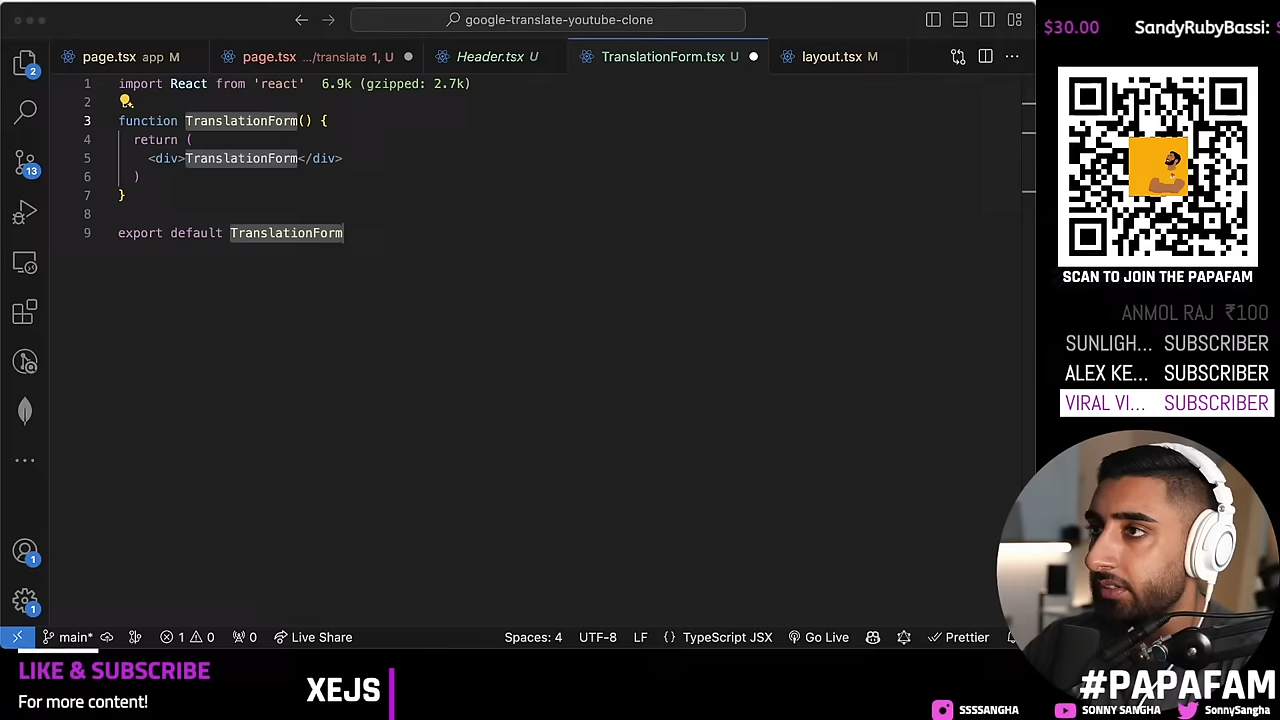 google-translate-youtube-clone
page.tsx app M
page.tsx .../translate 1, U
Header.tsx U
TranslationForm.tsx U
layout.tsx M
1 import React from 'react' 6.9k (gzipped: 2.7k)
2
3 function TranslationForm() {
4 return (
5 <div>TranslationForm</div>
6 )
7 }
8
9 export default TranslationForm
2
13
1
1
main*
1 0
0
Live Share
Spaces: 4
UTF-8
LF
{} TypeScript JSX
Go Live
Prettier
$30.00 SandyRubyBassi:
SCAN TO JOIN THE PAPAFAM
ANMOL RAJ ₹100
SUNLIGH... SUBSCRIBER
ALEX KE... SUBSCRIBER
VIRAL VI... SUBSCRIBER
LIKE & SUBSCRIBE
For more content!
XEJS
#PAPAFAM
SSSSANGHA
SONNY SANGHA
SonnySangha